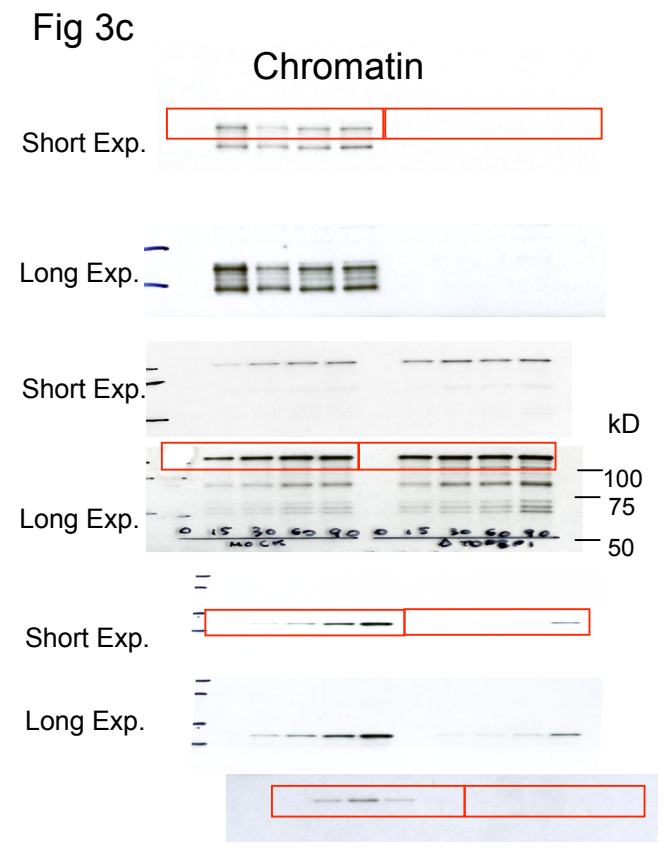 Fig 3c
Chromatin
Short Exp.
Long Exp.
Short Exp.
kD
100
75
Long Exp.
0 15 30 60 90 0 15 30 60 90
MOCK Δ TOPBP1
50
Short Exp.
Long Exp.